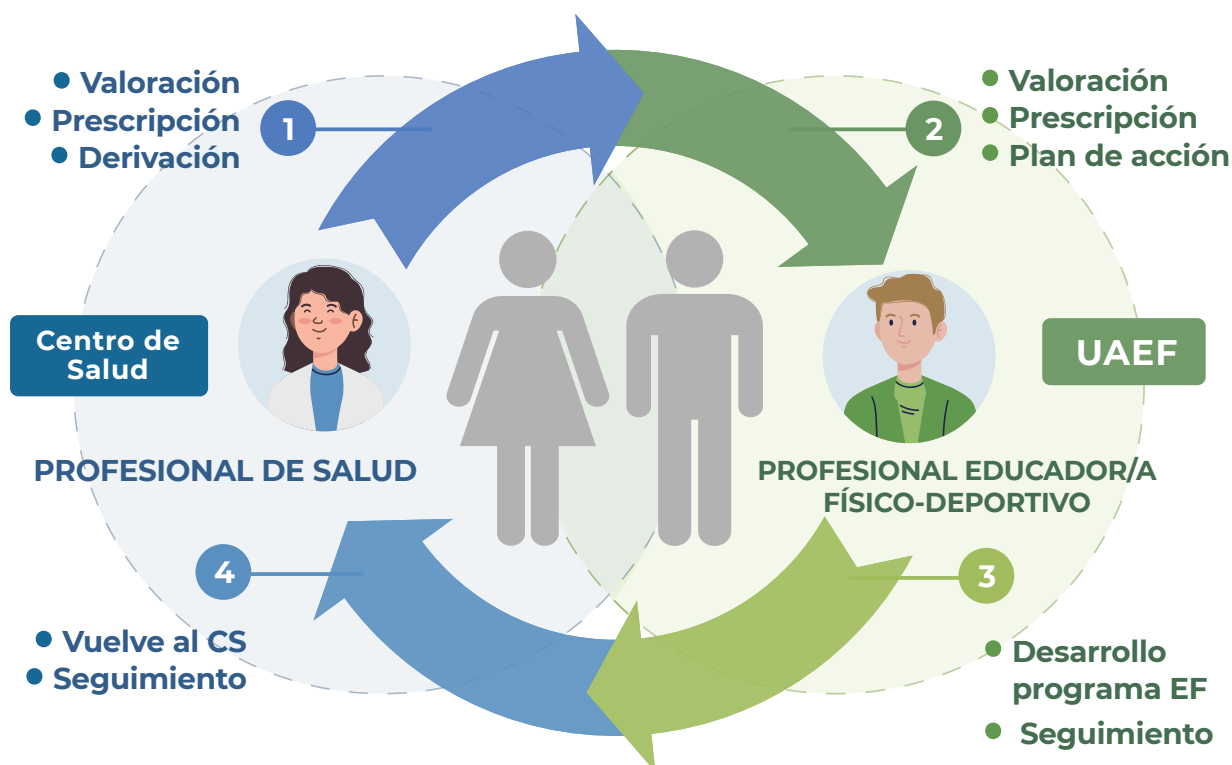 Valoración
Prescripción
Derivación
1
2
Valoración
Prescripción
Plan de acción
Centro de
Salud
UAEF
PROFESIONAL DE SALUD
PROFESIONAL EDUCADOR/A
FÍSICO-DEPORTIVO
4
3
Vuelve al CS
Seguimiento
Desarrollo
programa EF
Seguimiento